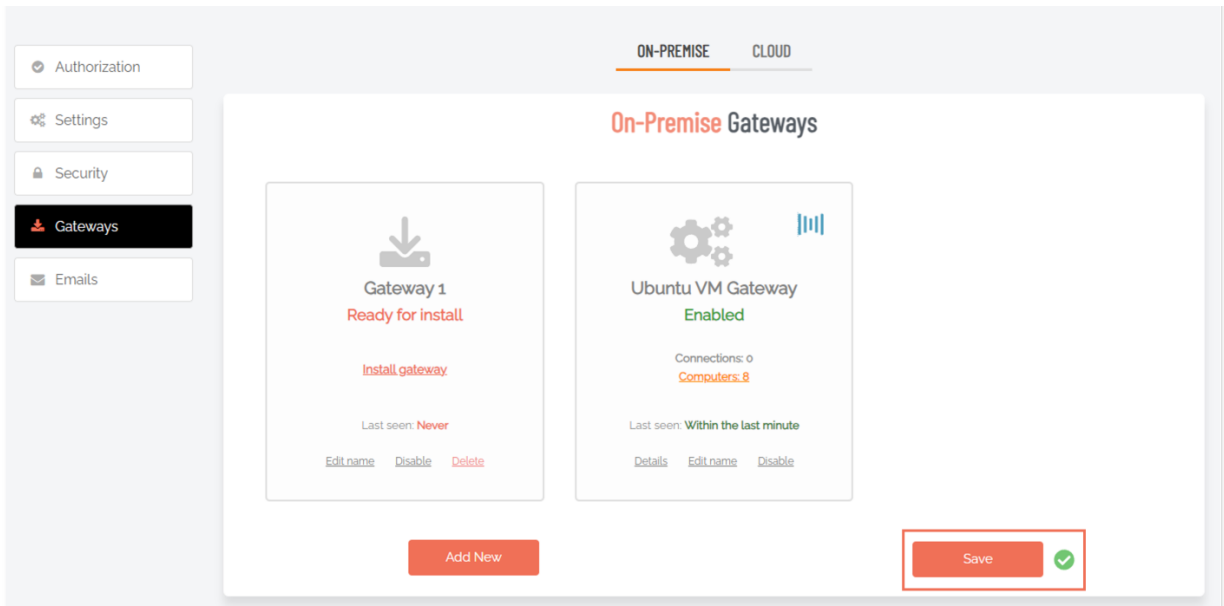 ON-PREMISE CLOUD
Authorization
Settings
Security
Gateways
Emails
On-Premise Gateways
Gateway 1
Ready for install
Install gateway
Last seen: Never
Edit name Disable Delete
Ubuntu VM Gateway
Enabled
Connections: 0
Computers: 8
Last seen: Within the last minute
Details Edit name Disable
Add New
Save